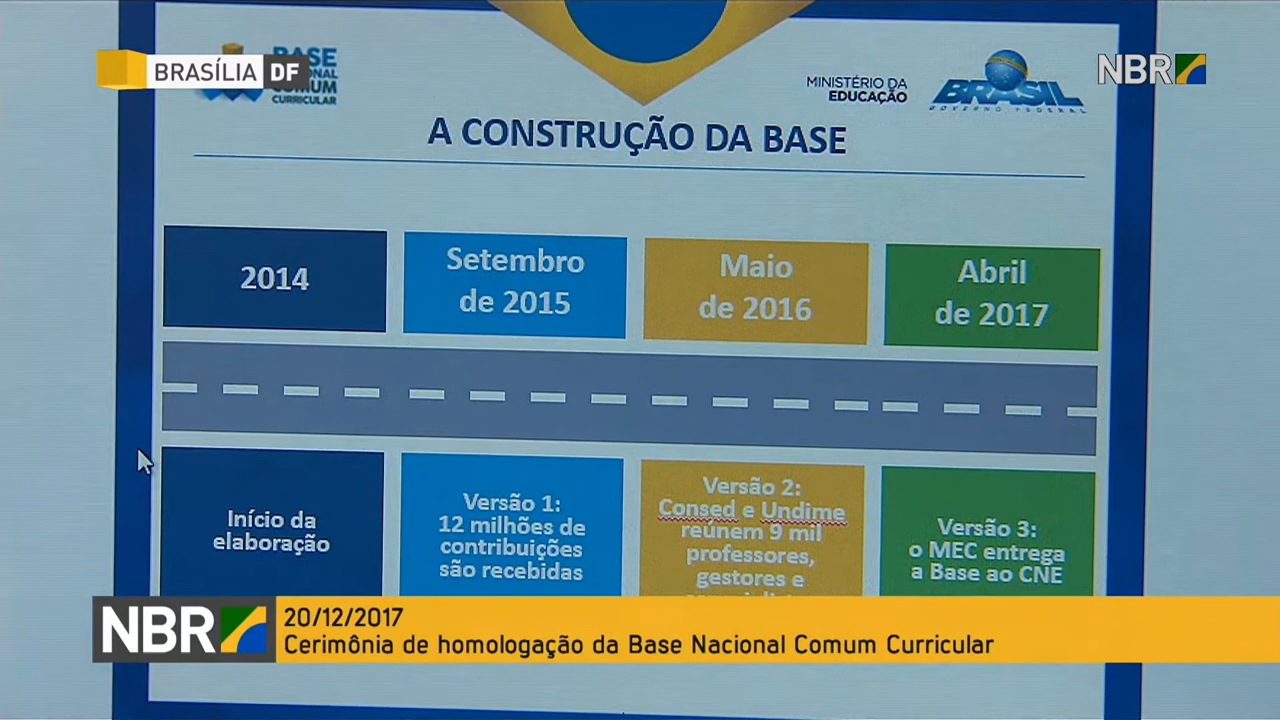 BRASÍLIA DF
BASE
COMUM
CURRICULAR
MINISTÉRIO DA
EDUCAÇÃO
BRASIL
GOVERNO FEDERAL
NBR
A CONSTRUÇÃO DA BASE
2014
Setembro
de 2015
Maio
de 2016
Abril
de 2017
Início da
elaboração
Versão 1:
12 milhões de
contribuições
são recebidas
Versão 2:
Consed e Undime
reúnem 9 mil
professores,
gestores e
Versão 3:
o MEC entrega
a Base ao CNE
NBR
20/12/2017
Cerimônia de homologação da Base Nacional Comum Curricular